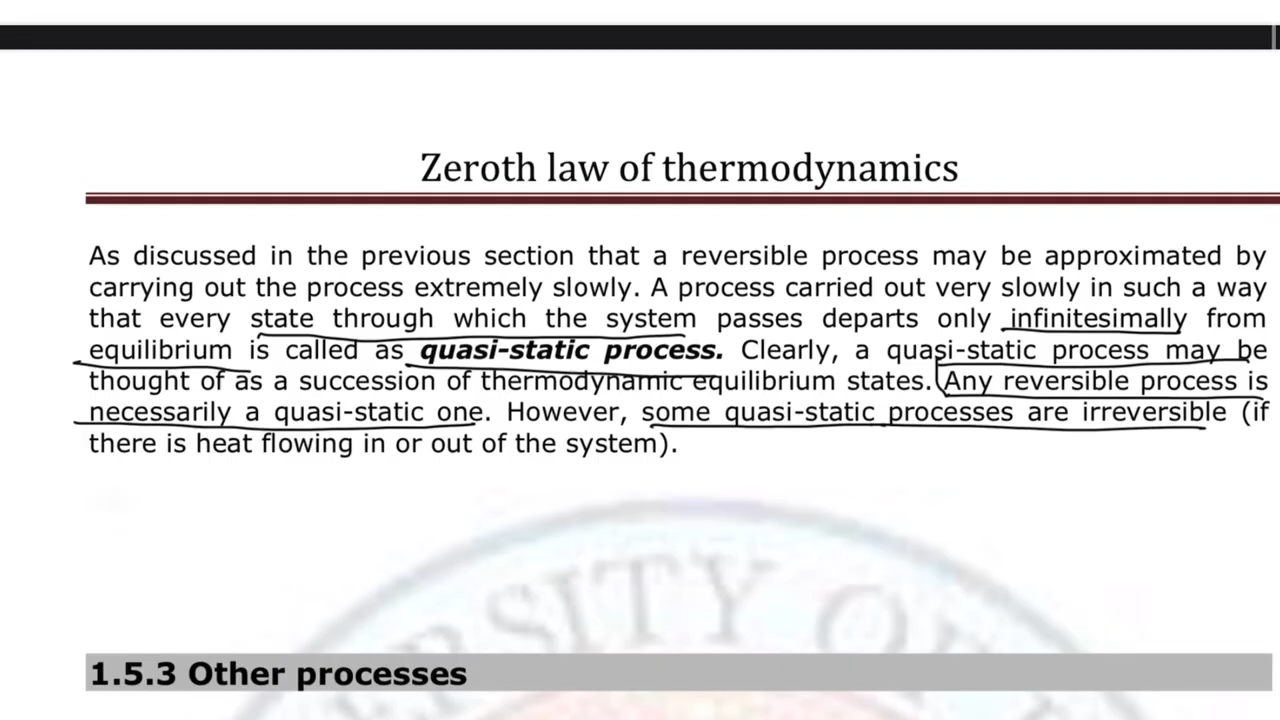 Zeroth law of thermodynamics
As discussed in the previous section that a reversible process may be approximated by
carrying out the process extremely slowly. A process carried out very slowly in such a way
that every state through which the system passes departs only infinitesimally from
equilibrium is called as quasi-static process. Clearly, a quasi-static process may be
thought of as a succession of thermodynamic equilibrium states. Any reversible process is
necessarily a quasi-static one. However, some quasi-static processes are irreversible (if
there is heat flowing in or out of the system).
ERSITY OF
1.5.3 Other processes